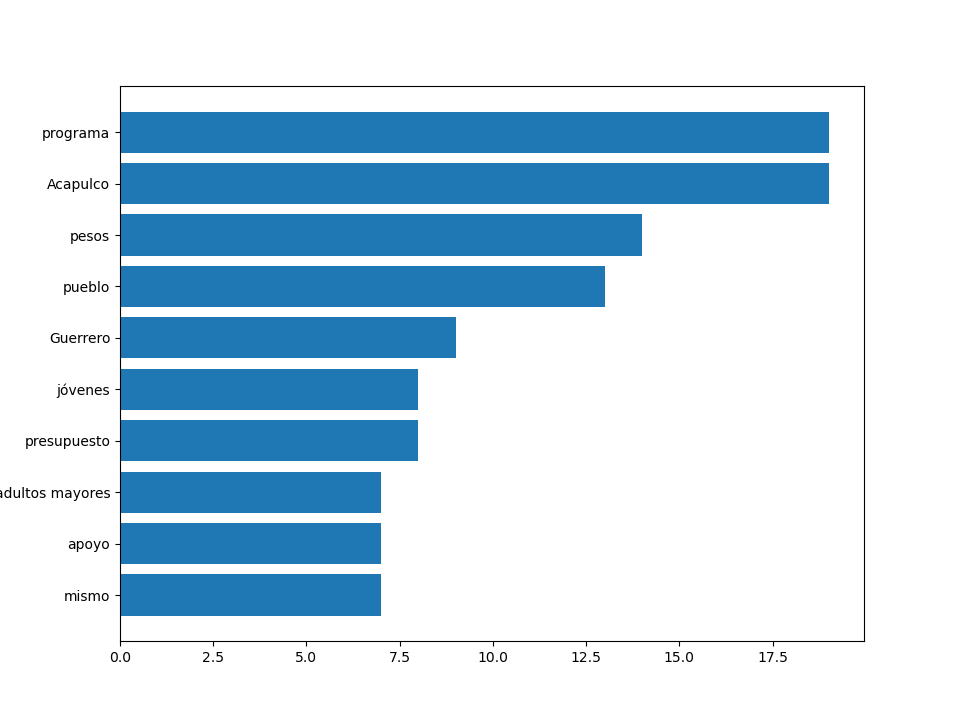 programa
Acapulco
pesos
pueblo
Guerrero
jóvenes
presupuesto
adultos mayores
apoyo
mismo
0.0 2.5 5.0 7.5 10.0 12.5 15.0 17.5